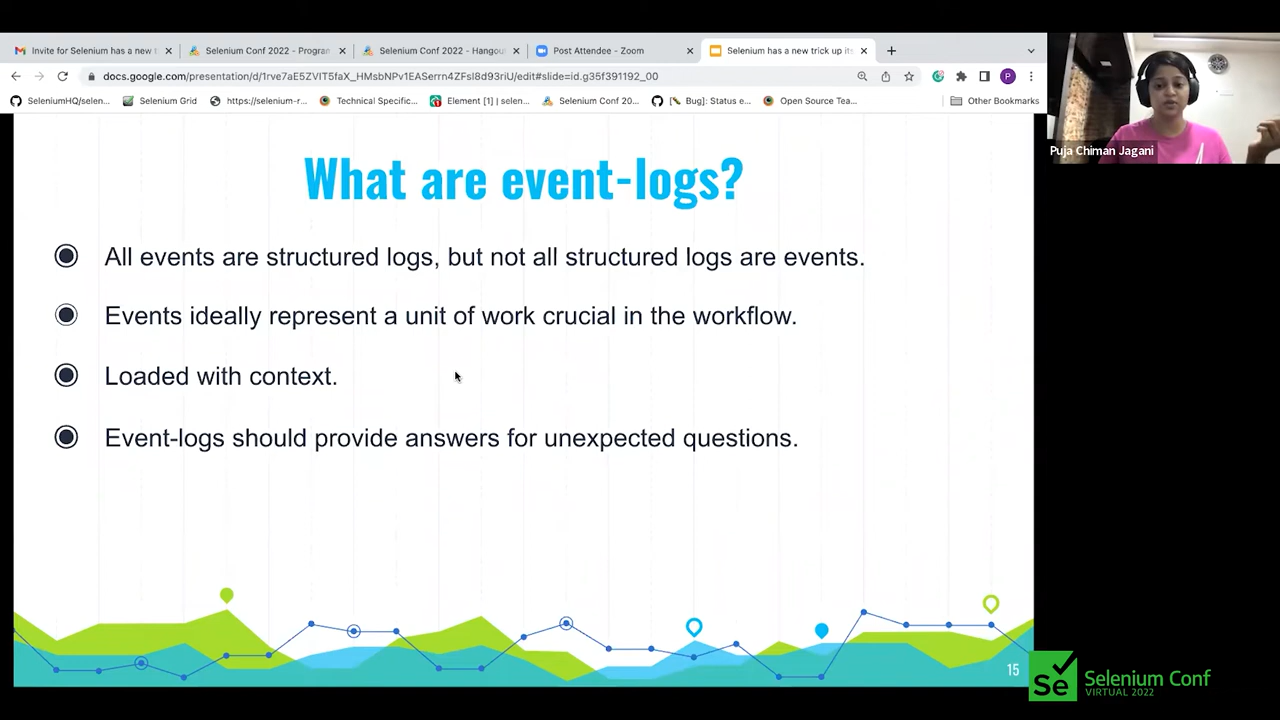 Invite for Selenium has a new t
Selenium Conf 2022 - Program
Selenium Conf 2022 - Hangou
Post Attendee - Zoom
Selenium has a new trick up its
docs.google.com/presentation/d/1rve7aE5ZVIT5faX_HMsbNPv1EASerrn4ZFsI8d93riU/edit#slide=id.g35f391192_00
P
SeleniumHQ/selen...
Selenium Grid
https://selenium-r...
Technical Specific...
Element [1] | selen...
Selenium Conf 20...
[🐛 Bug]: Status e...
Open Source Tea...
Other Bookmarks
Puja Chiman Jagani
What are event-logs?
All events are structured logs, but not all structured logs are events.
Events ideally represent a unit of work crucial in the workflow.
Loaded with context.
Event-logs should provide answers for unexpected questions.
15
Se
Selenium Conf
VIRTUAL 2022